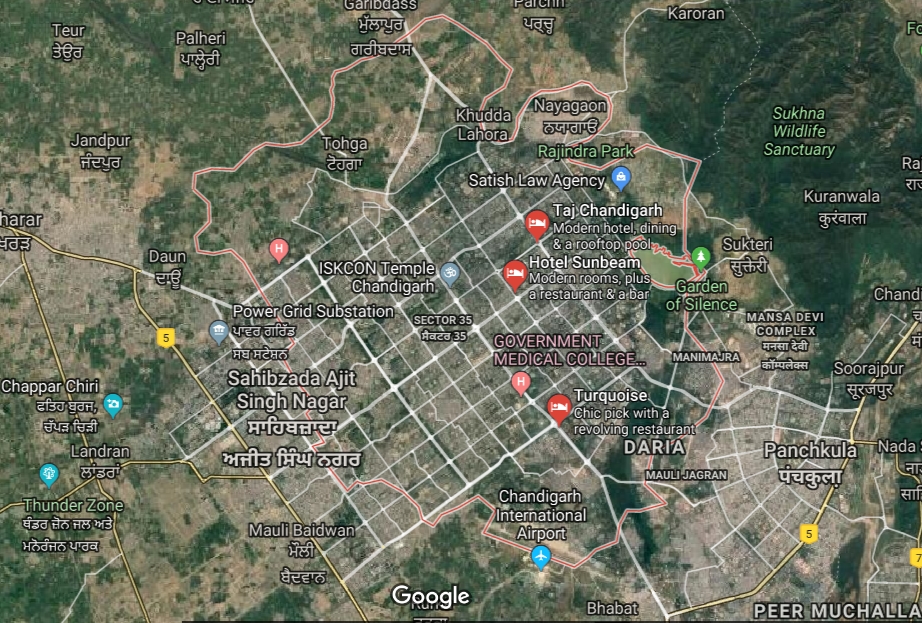 Garibdass
ਮੁੱਲਾਂਪੁਰ
ਗਰੀਬਦਾਸ
Parchh
ਪਰਛ
Karoran
Teur
ਤੇਉਰ
Palheri
ਪਾਲ੍ਹੇਰੀ
Khudda
Lahora
Nayagaon
ਨਯਾਗਾਓਂ
Sukhna
Wildlife
Sanctuary
Jandpur
ਜੰਦਪੁਰ
Tohga
ਟੋਹਗਾ
Rajindra Park
Satish Law Agency
Kuranwala
कुरंवाला
Taj Chandigarh
Modern hotel, dining
& a rooftop pool
Daun
ਦਾਊਂ
H
ISKCON Temple
Chandigarh
Hotel Sunbeam
Modern rooms, plus
a restaurant & a bar
Sukteri
सुक्तेरी
Garden
of Silence
Power Grid Substation
ਪਾਵਰ ਗਰਿੱਡ
ਸਬ ਸਟੇਸ਼ਨ
SECTOR 35
ਸੈਕਟਰ 35
MANSA DEVI
COMPLEX
मनसा देवी
कॉम्पलेक्स
5
GOVERNMENT
MEDICAL COLLEGE...
MANIMAJRA
Soorajpur
सूरजपुर
Chappar Chiri
ਫਤਿਹ ਬੁਰਜ,
ਚੱਪੜ ਚਿੜੀ
Sahibzada Ajit
Singh Nagar
ਸਾਹਿਬਜ਼ਾਦਾ
ਅਜੀਤ ਸਿੰਘ ਨਗਰ
H
Turquoise
Chic pick with a
revolving restaurant
DARIA
Panchkula
पंचकुला
Landran
ਲਾਂਡਰਾਂ
MAULI JAGRAN
Nada
Thunder Zone
ਥੰਡਰ ਜ਼ੋਨ ਜਲ ਅਤੇ
ਮਨੋਰੰਜਨ ਪਾਰਕ
Chandigarh
International
Airport
Mauli Baidwan
ਮੌਲੀ
ਬੈਦਵਾਨ
5
7
Google
Bhabat
PEER MUCHALLA